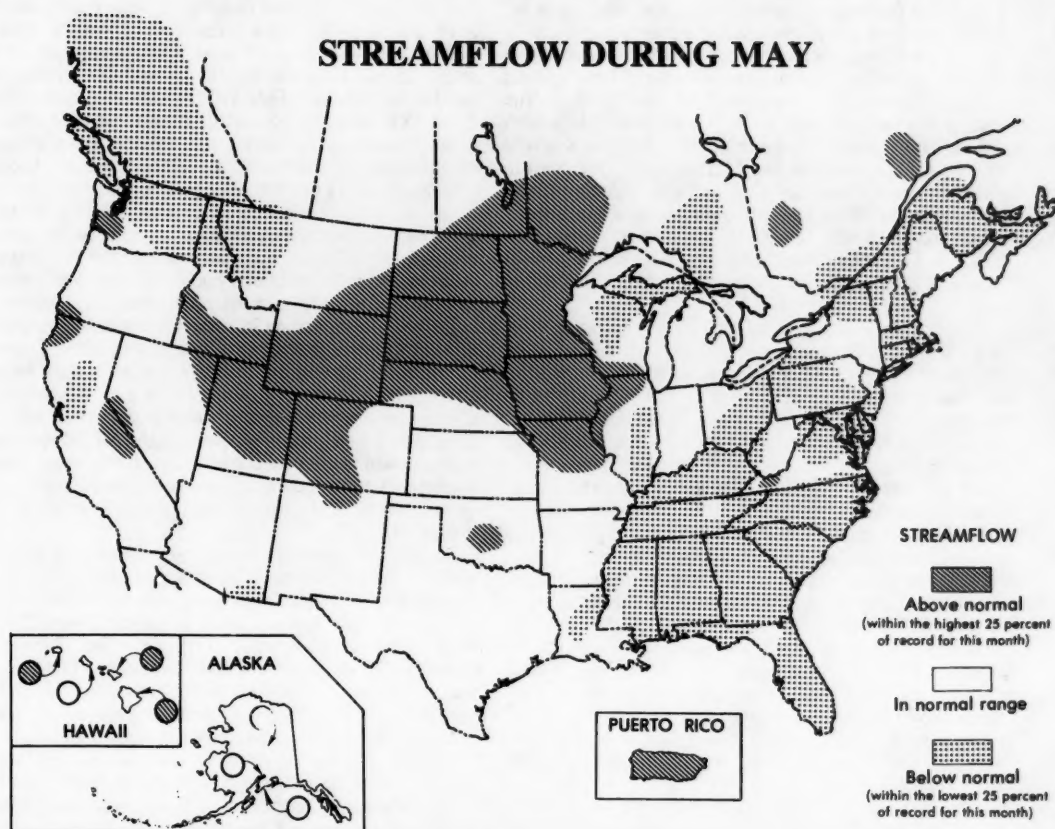 STREAMFLOW DURING MAY
STREAMFLOW
Above normal
(within the highest 25 percent
of record for this month)
In normal range
Below normal
(within the lowest 25 percent
of record for this month)
ALASKA
HAWAII
PUERTO RICO